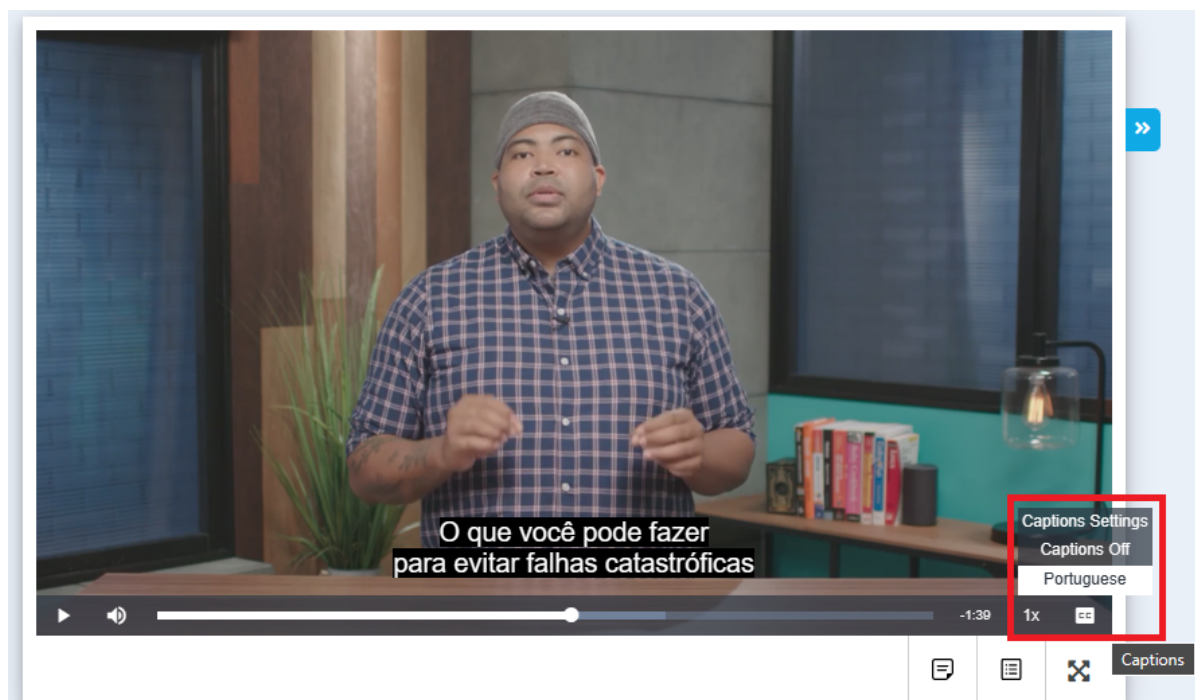 O que você pode fazer
para evitar falhas catastróficas
Captions Settings
Captions Off
Portuguese
-1:39
1x
CC
Captions